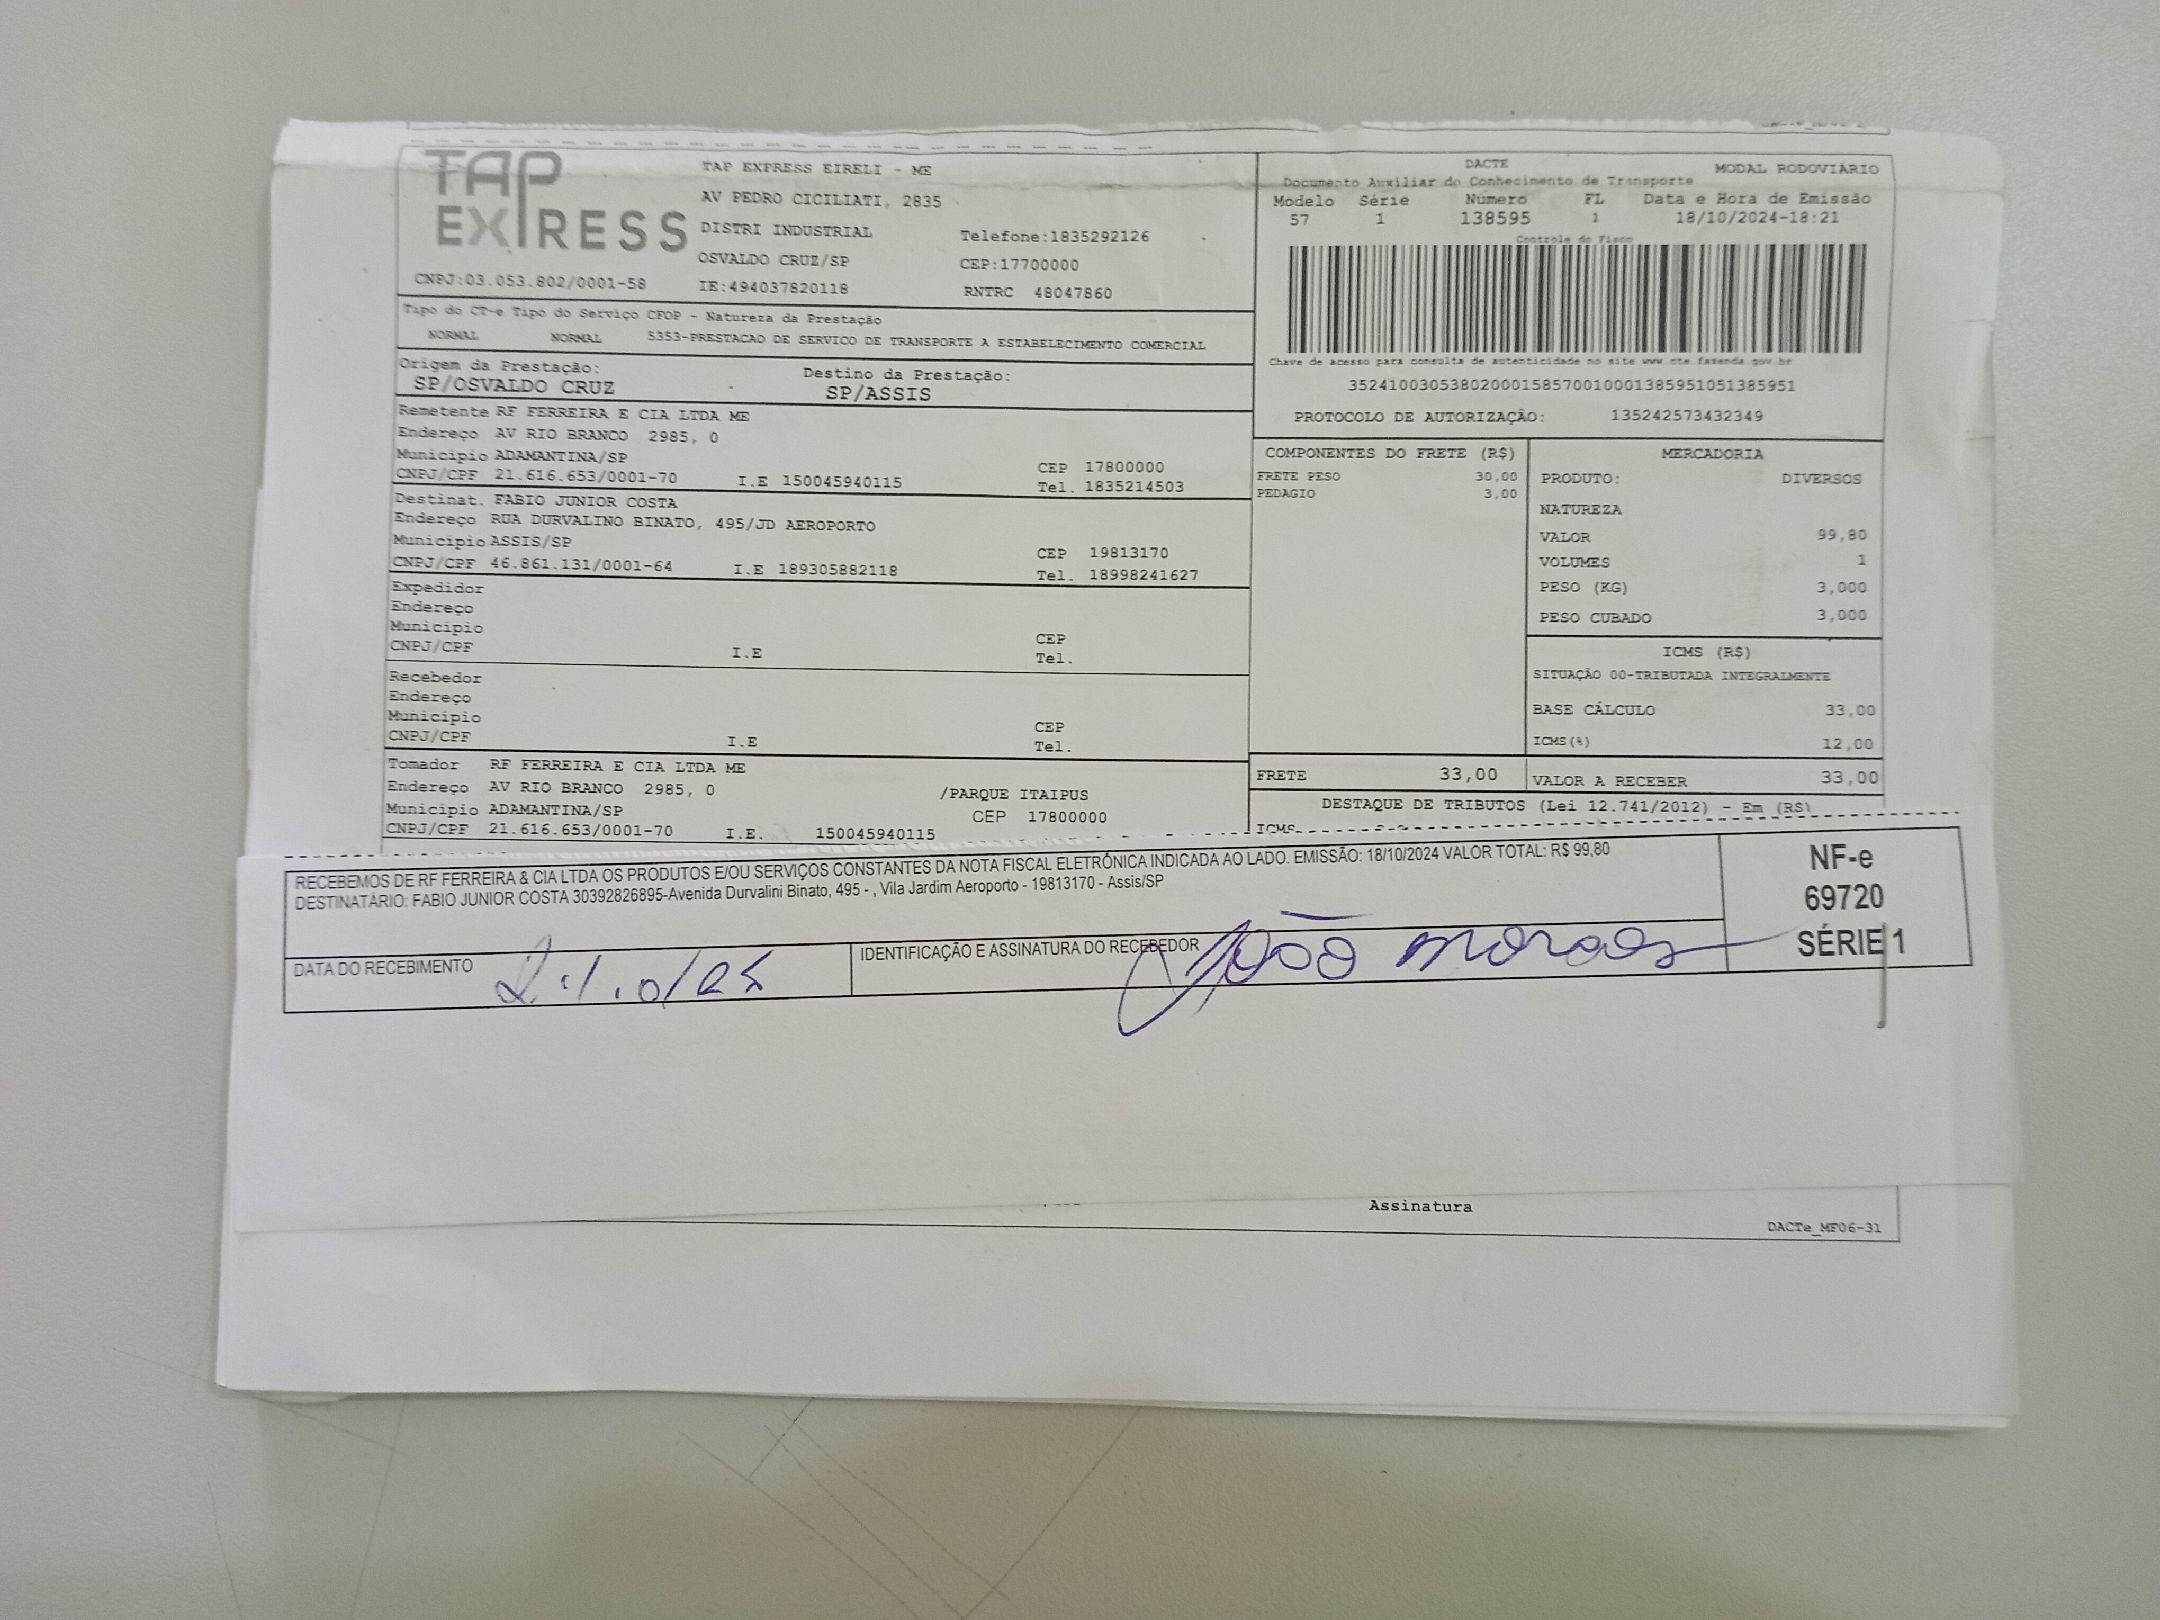 TAP EXPRESS
TAP EXPRESS EIRELI - ME
AV PEDRO CICILIATI, 2835
DISTRI INDUSTRIAL
Telefone:1835292126
OSVALDO CRUZ/SP
CEP:17700000
CNPJ:03.053.802/0001-58
IE:494037820118
RNTRC 48047860
DACTE
MODAL RODOVIÁRIO
Documento Auxiliar do Conhecimento de Transporte
Modelo Série Número FL Data e Hora de Emissão
57 1 138595 1 18/10/2024-18:21
Controle do Fisco
Chave de acesso para consulta de autenticidade no site www.cte.fazenda.gov.br
35241003053802000158570010001385951051385951
PROTOCOLO DE AUTORIZAÇÃO: 135242573432349
Tipo do CT-e Tipo do Serviço CFOP - Natureza da Prestação
NORMAL NORMAL 5353-PRESTACAO DE SERVICO DE TRANSPORTE A ESTABELECIMENTO COMERCIAL
Origem da Prestação: Destino da Prestação:
SP/OSVALDO CRUZ SP/ASSIS
Remetente RF FERREIRA E CIA LTDA ME
Endereço AV RIO BRANCO 2985, 0
Municipio ADAMANTINA/SP CEP 17800000
CNPJ/CPF 21.616.653/0001-70 I.E 150045940115 Tel. 1835214503
Destinat. FABIO JUNIOR COSTA
Endereço RUA DURVALINO BINATO, 495/JD AEROPORTO
Municipio ASSIS/SP CEP 19813170
CNPJ/CPF 46.861.131/0001-64 I.E 189305882118 Tel. 18998241627
Expedidor
Endereço
Municipio CEP
CNPJ/CPF I.E Tel.
Recebedor
Endereço
Municipio CEP
CNPJ/CPF I.E Tel.
Tomador RF FERREIRA E CIA LTDA ME
Endereço AV RIO BRANCO 2985, 0 /PARQUE ITAIPUS
Municipio ADAMANTINA/SP CEP 17800000
CNPJ/CPF 21.616.653/0001-70 I.E. 150045940115
COMPONENTES DO FRETE (R$)
FRETE PESO 30,00
PEDAGIO 3,00
FRETE 33,00
MERCADORIA
PRODUTO: DIVERSOS
NATUREZA
VALOR 99,80
VOLUMES 1
PESO (KG) 3,000
PESO CUBADO 3,000
ICMS (R$)
SITUAÇÃO 00-TRIBUTADA INTEGRALMENTE
BASE CÁLCULO 33,00
ICMS(%) 12,00
VALOR A RECEBER 33,00
DESTAQUE DE TRIBUTOS (Lei 12.741/2012) - Em (R$)
ICMS
RECEBEMOS DE RF FERREIRA & CIA LTDA OS PRODUTOS E/OU SERVIÇOS CONSTANTES DA NOTA FISCAL ELETRÔNICA INDICADA AO LADO. EMISSÃO: 18/10/2024 VALOR TOTAL: R$ 99,80
DESTINATÁRIO: FABIO JUNIOR COSTA 30392826895-Avenida Durvalini Binato, 495 - , Vila Jardim Aeroporto - 19813170 - Assis/SP
NF-e
69720
SÉRIE 1
DATA DO RECEBIMENTO
IDENTIFICAÇÃO E ASSINATURA DO RECEBEDOR João moraes
Assinatura
DACTe_MF06-31